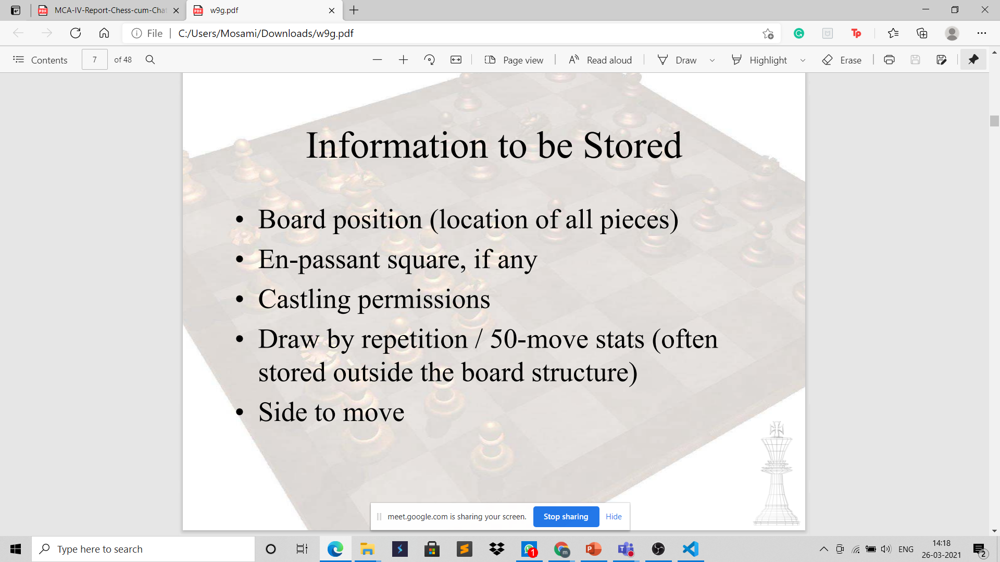 MCA-IV-Report-Chess-cum-Chat
w9g.pdf
File
C:/Users/Mosami/Downloads/w9g.pdf
Contents
7
of 48
Page view
Read aloud
Draw
Highlight
Erase
Information to be Stored
• Board position (location of all pieces)
• En-passant square, if any
• Castling permissions
• Draw by repetition / 50-move stats (often
stored outside the board structure)
• Side to move
meet.google.com is sharing your screen.
Stop sharing
Hide
Type here to search
ENG
14:18
26-03-2021